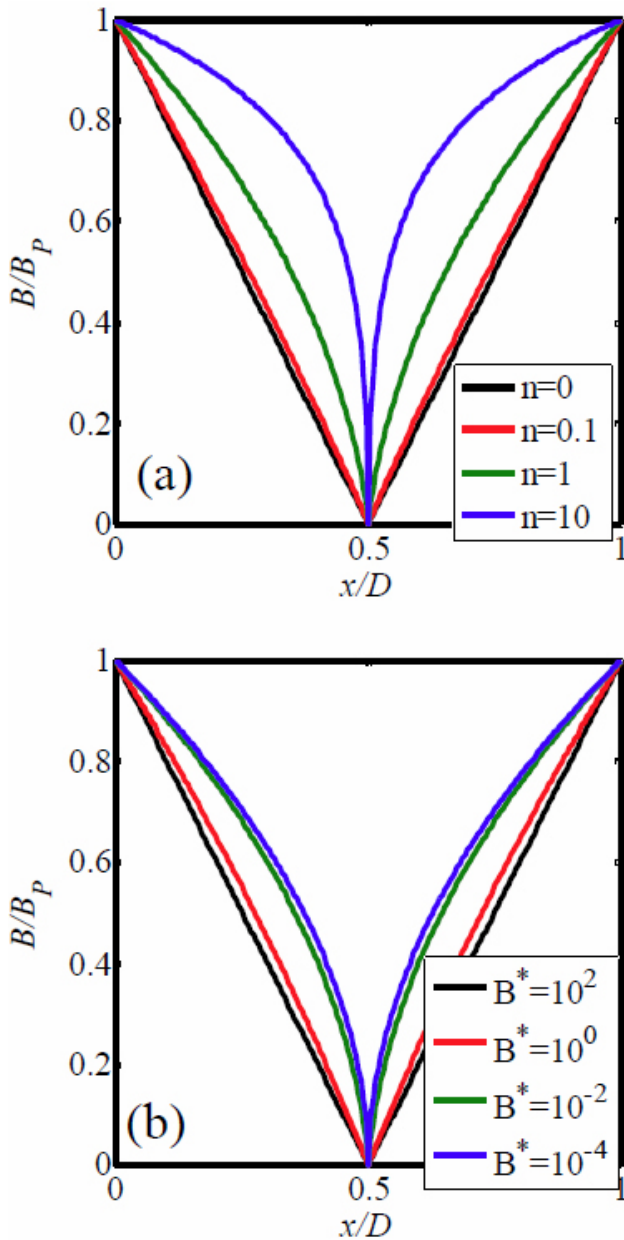 1
0.8
0.6
0.4
0.2
0
B/B_P
(a)
n=0
n=0.1
n=1
n=10
0 0.5 1
x/D
1
0.8
0.6
0.4
0.2
0
B/B_P
(b)
B^*=10^2
B^*=10^0
B^*=10^-2
B^*=10^-4
0 0.5 1
x/D